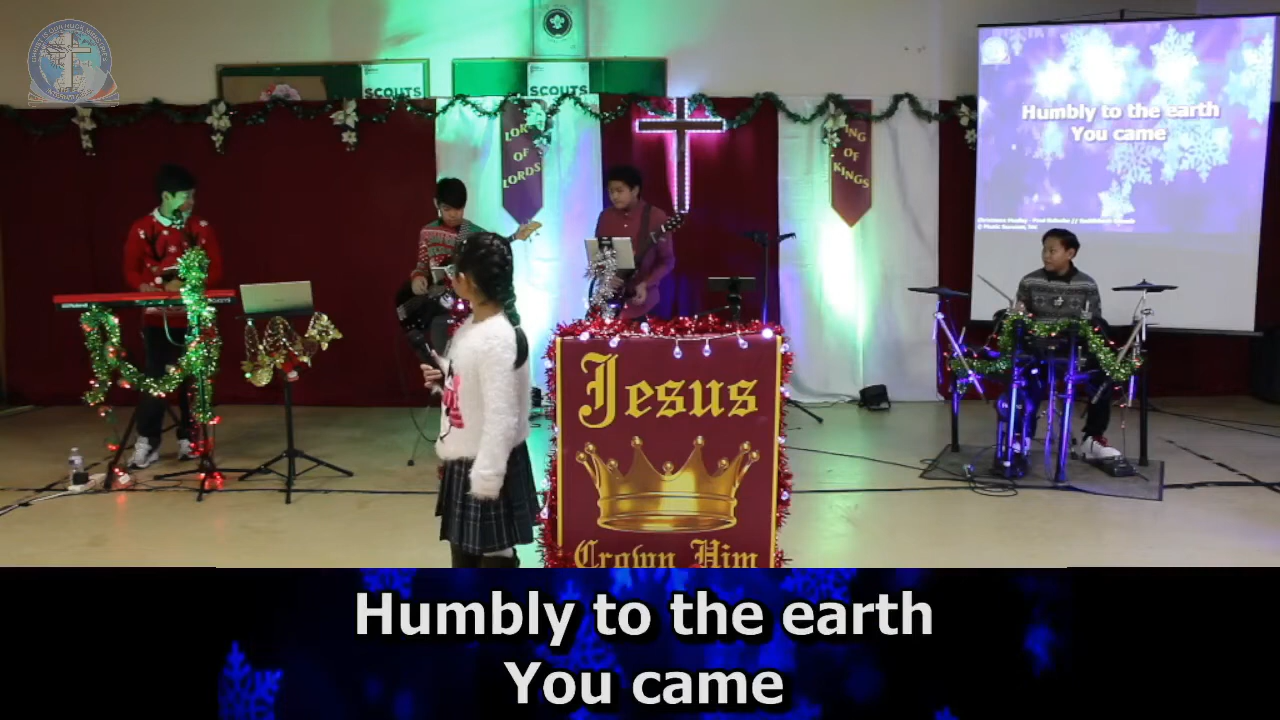 SCOUTS
SCOUTS
LORD
OF
LORDS
KING
OF
KINGS
Humbly to the earth
You came
Roland
Jesus
Crown Him
Humbly to the earth
You came